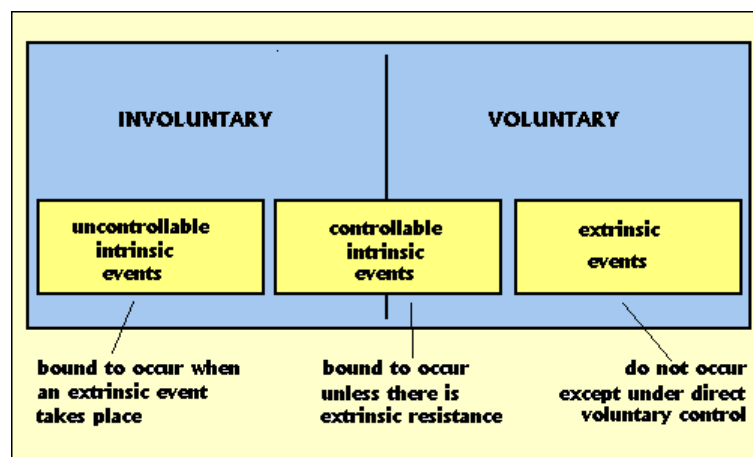 INVOLUNTARY
VOLUNTARY
uncontrollable
intrinsic
events
controllable
intrinsic
events
extrinsic
events
bound to occur when
an extrinsic event
takes place
bound to occur
unless there is
extrinsic resistance
do not occur
except under direct
voluntary control